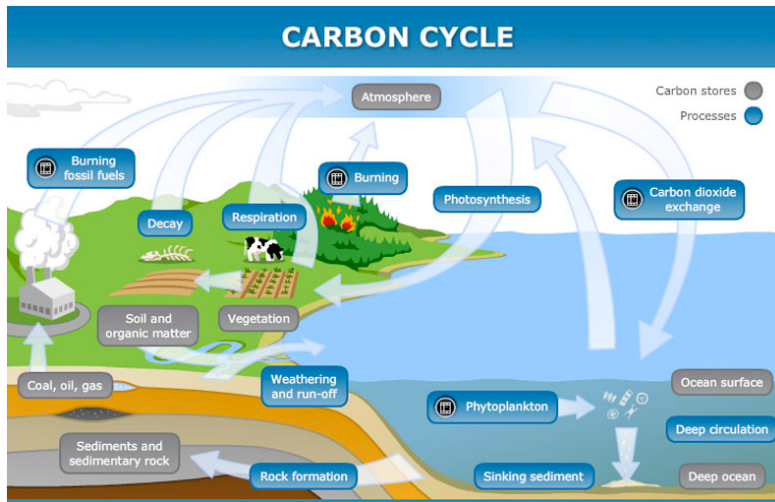 CARBON CYCLE
Atmosphere
Carbon stores
Processes
Burning
fossil fuels
Burning
Photosynthesis
Carbon dioxide
exchange
Decay
Respiration
Soil and
organic matter
Vegetation
Coal, oil, gas
Weathering
and run-off
Ocean surface
Phytoplankton
Deep circulation
Sediments and
sedimentary rock
Rock formation
Sinking sediment
Deep ocean